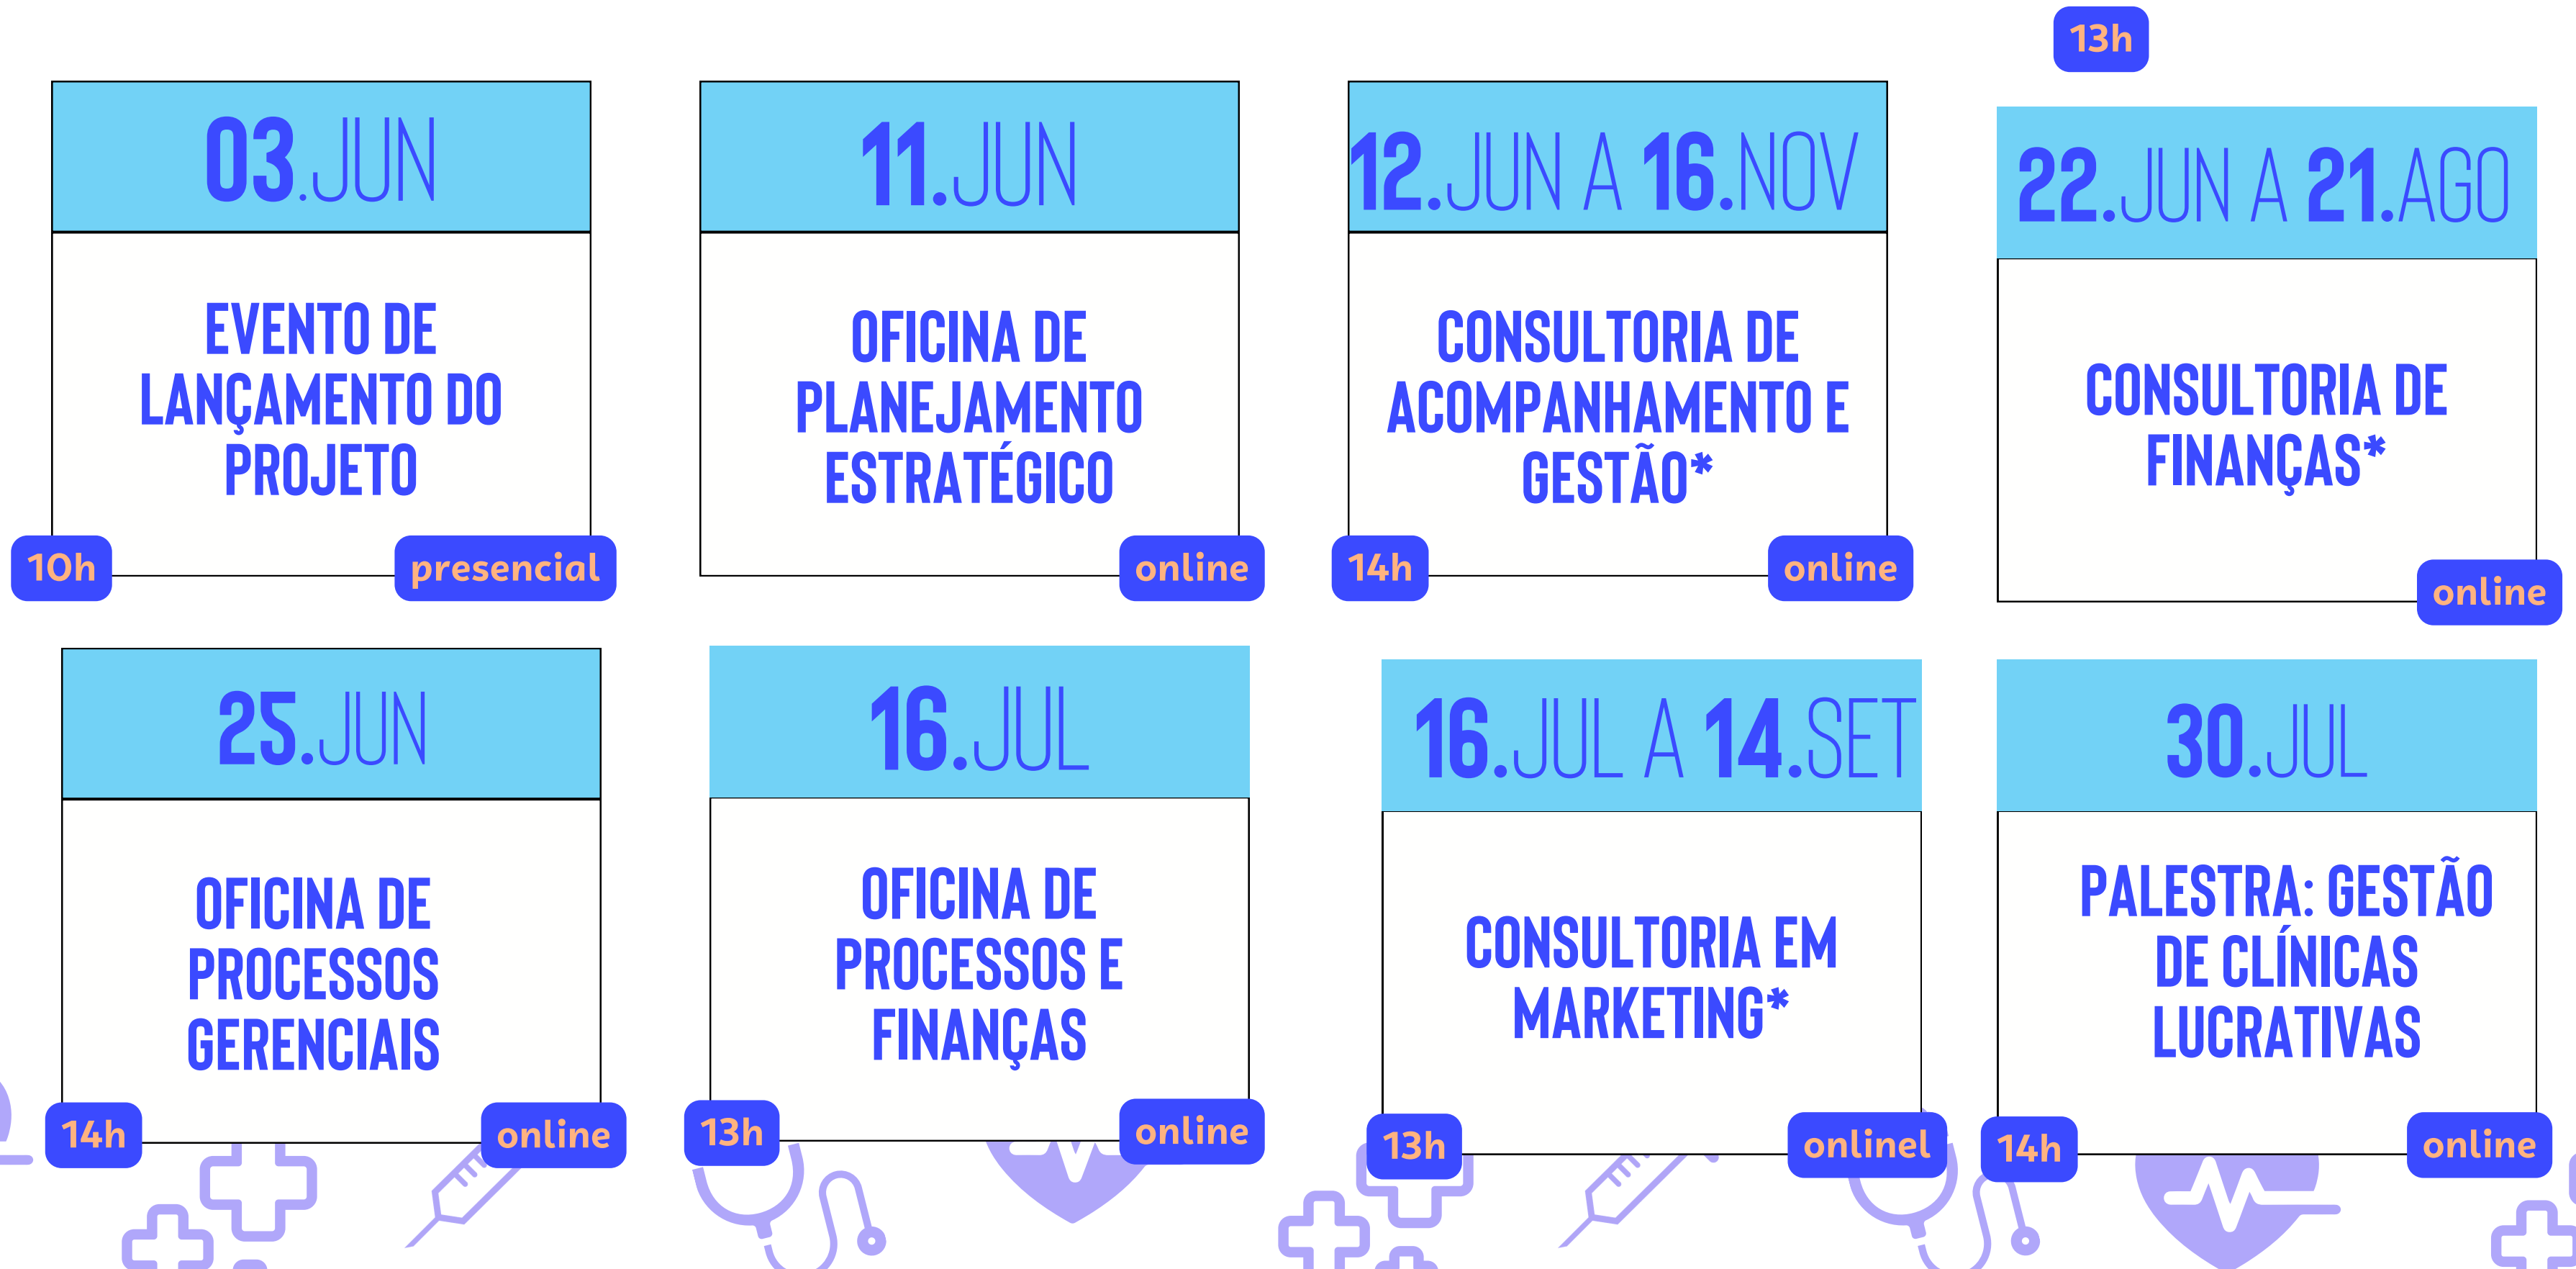 13h
03.JUN
EVENTO DE
LANÇAMENTO DO
PROJETO
10h
presencial
11.JUN
OFICINA DE
PLANEJAMENTO
ESTRATÉGICO
online
12.JUN A 16.NOV
CONSULTORIA DE
ACOMPANHAMENTO E
GESTÃO*
14h
online
22.JUN A 21.AGO
CONSULTORIA DE
FINANÇAS*
online
25.JUN
OFICINA DE
PROCESSOS
GERENCIAIS
14h
online
16.JUL
OFICINA DE
PROCESSOS E
FINANÇAS
13h
online
16.JUL A 14.SET
CONSULTORIA EM
MARKETING*
13h
onlinel
30.JUL
PALESTRA: GESTÃO
DE CLÍNICAS
LUCRATIVAS
14h
online